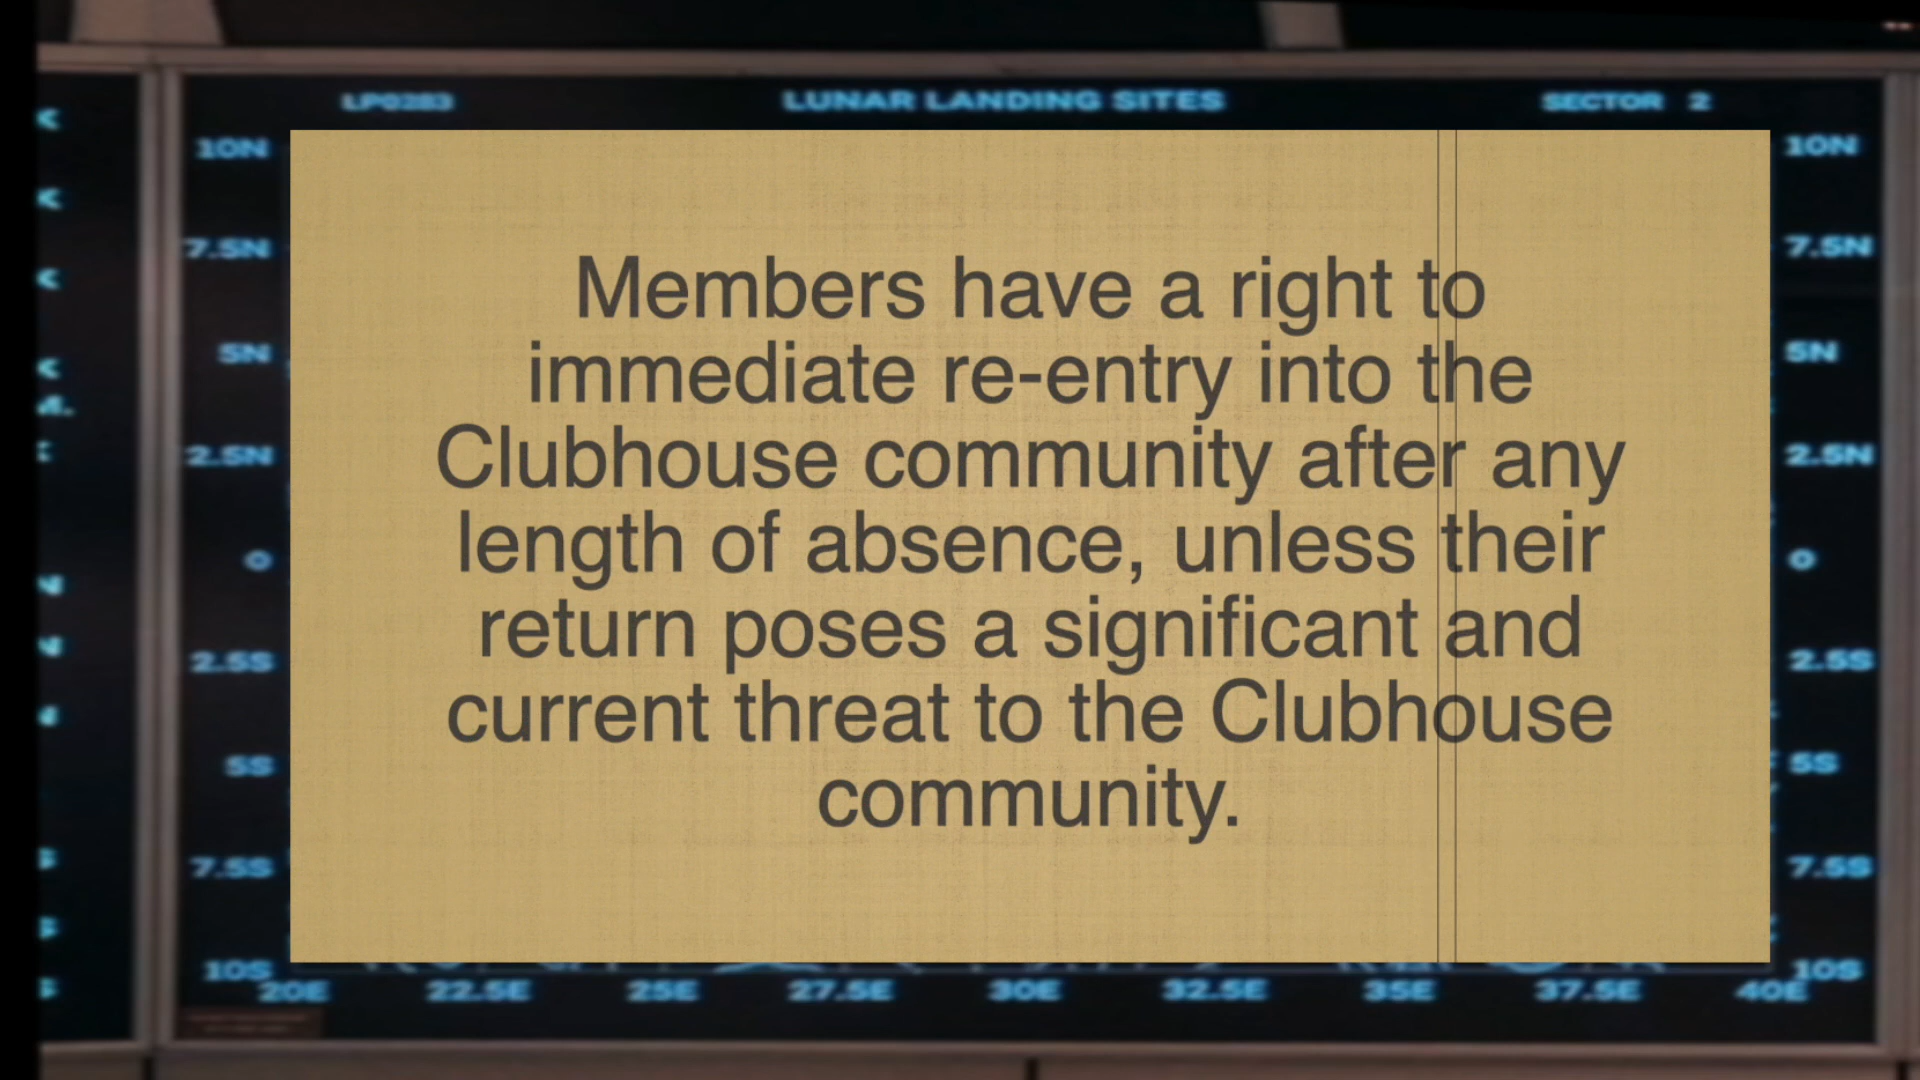 LP0283 LUNAR LANDING SITES SECTOR 2
10N 10N
7.5N 7.5N
5N 5N
2.5N 2.5N
0 0
2.5S 2.5S
5S 5S
7.5S 7.5S
10S 10S
20E 22.5E 25E 27.5E 30E 32.5E 35E 37.5E 40E
Members have a right to
immediate re-entry into the
Clubhouse community after any
length of absence, unless their
return poses a significant and
current threat to the Clubhouse
community.